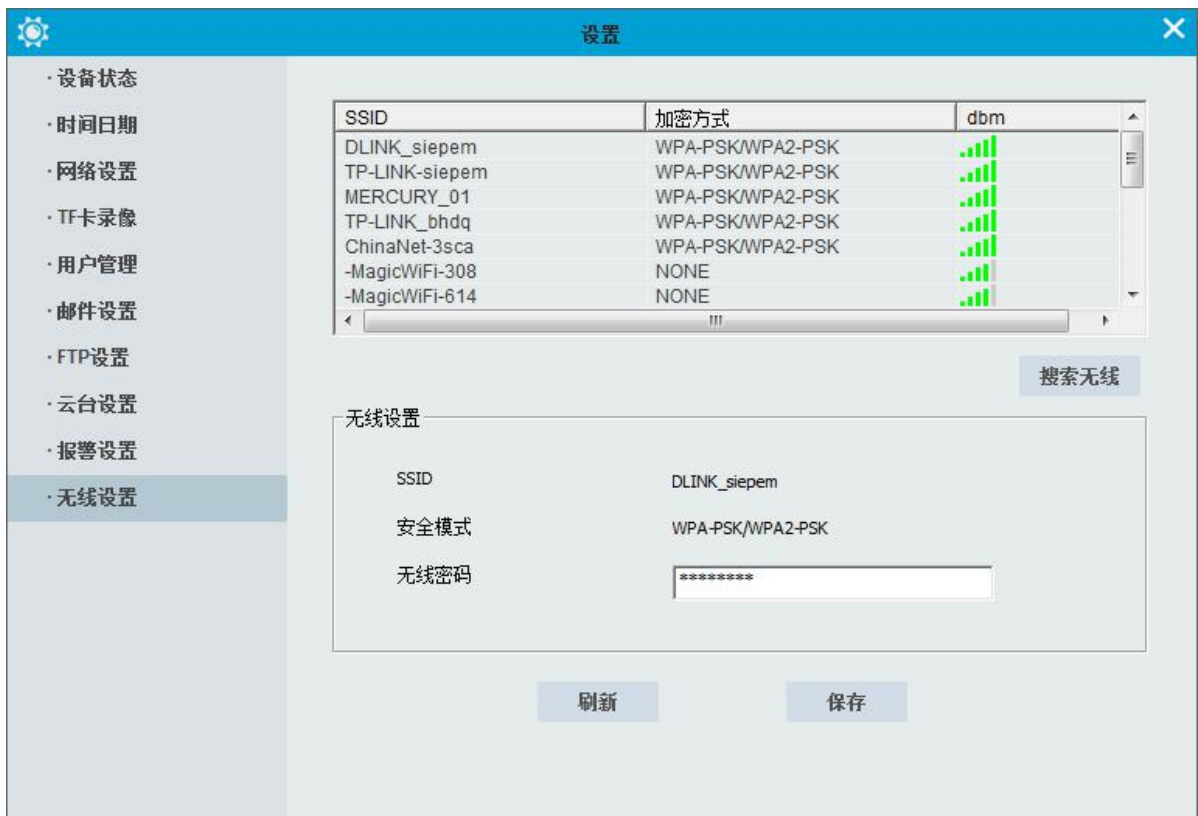 设置
·设备状态
·时间日期
·网络设置
·TF卡录像
·用户管理
·邮件设置
·FTP设置
·云台设置
·报警设置
·无线设置
SSID 加密方式 dbm
DLINK_siepem WPA-PSK/WPA2-PSK
TP-LINK-siepem WPA-PSK/WPA2-PSK
MERCURY_01 WPA-PSK/WPA2-PSK
TP-LINK_bhdq WPA-PSK/WPA2-PSK
ChinaNet-3sca WPA-PSK/WPA2-PSK
-MagicWiFi-308 NONE
-MagicWiFi-614 NONE
搜索无线
无线设置
SSID DLINK_siepem
安全模式 WPA-PSK/WPA2-PSK
无线密码 ********
刷新 保存